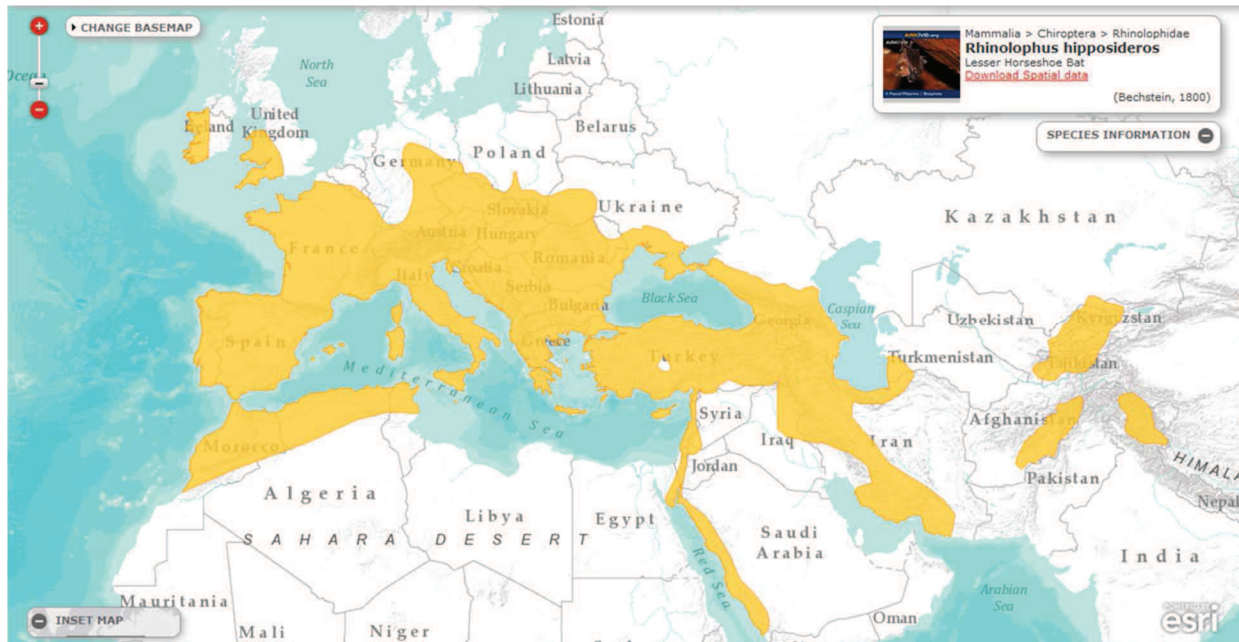 CHANGE BASEMAP
Mammalia > Chiroptera > Rhinolophidae
Rhinolophus hipposideros
Lesser Horseshoe Bat
Download Spatial data
(Bechstein, 1800)
SPECIES INFORMATION
ARKive.org
Estonia
Latvia
Lithuania
Belarus
North
Sea
Ireland
United
Kingdom
Germany
Poland
Ukraine
Kazakhstan
Slovakia
Austria
Hungary
France
Italy
Croatia
Romania
Serbia
Bulgaria
Black Sea
Georgia
Caspian
Sea
Uzbekistan
Kyrgyzstan
Turkmenistan
Tajikistan
Spain
Greece
Turkey
Mediterranean Sea
Syria
Iraq
Iran
Afghanistan
Jordan
Pakistan
HIMALA
Nepal
Morocco
Algeria
Libya
Egypt
Saudi
Arabia
SAHARA DESERT
Red Sea
India
Arabian
Sea
Oman
Mauritania
Mali
Niger
INSET MAP
POWERED BY
esri